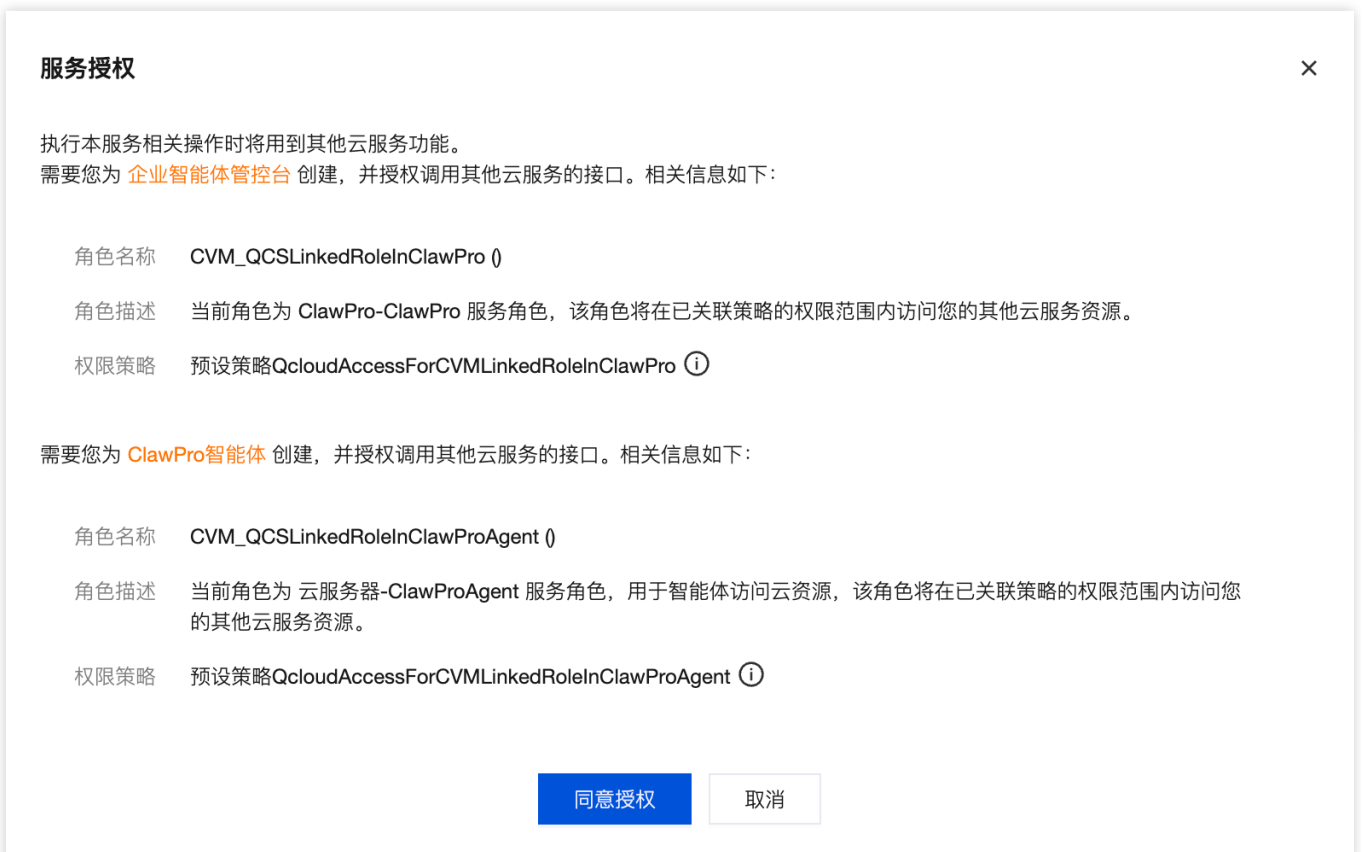 服务授权
执行本服务相关操作时将用到其他云服务功能。
需要您为 企业智能体管控台 创建，并授权调用其他云服务的接口。相关信息如下：
角色名称 CVM_QCSLinkedRoleInClawPro ()
角色描述 当前角色为 ClawPro-ClawPro 服务角色，该角色将在已关联策略的权限范围内访问您的其他云服务资源。
权限策略 预设策略QcloudAccessForCVMLinkedRoleInClawPro
需要您为 ClawPro智能体 创建，并授权调用其他云服务的接口。相关信息如下：
角色名称 CVM_QCSLinkedRoleInClawProAgent ()
角色描述 当前角色为 云服务器-ClawProAgent 服务角色，用于智能体访问云资源，该角色将在已关联策略的权限范围内访问您
的其他云服务资源。
权限策略 预设策略QcloudAccessForCVMLinkedRoleInClawProAgent
同意授权 取消